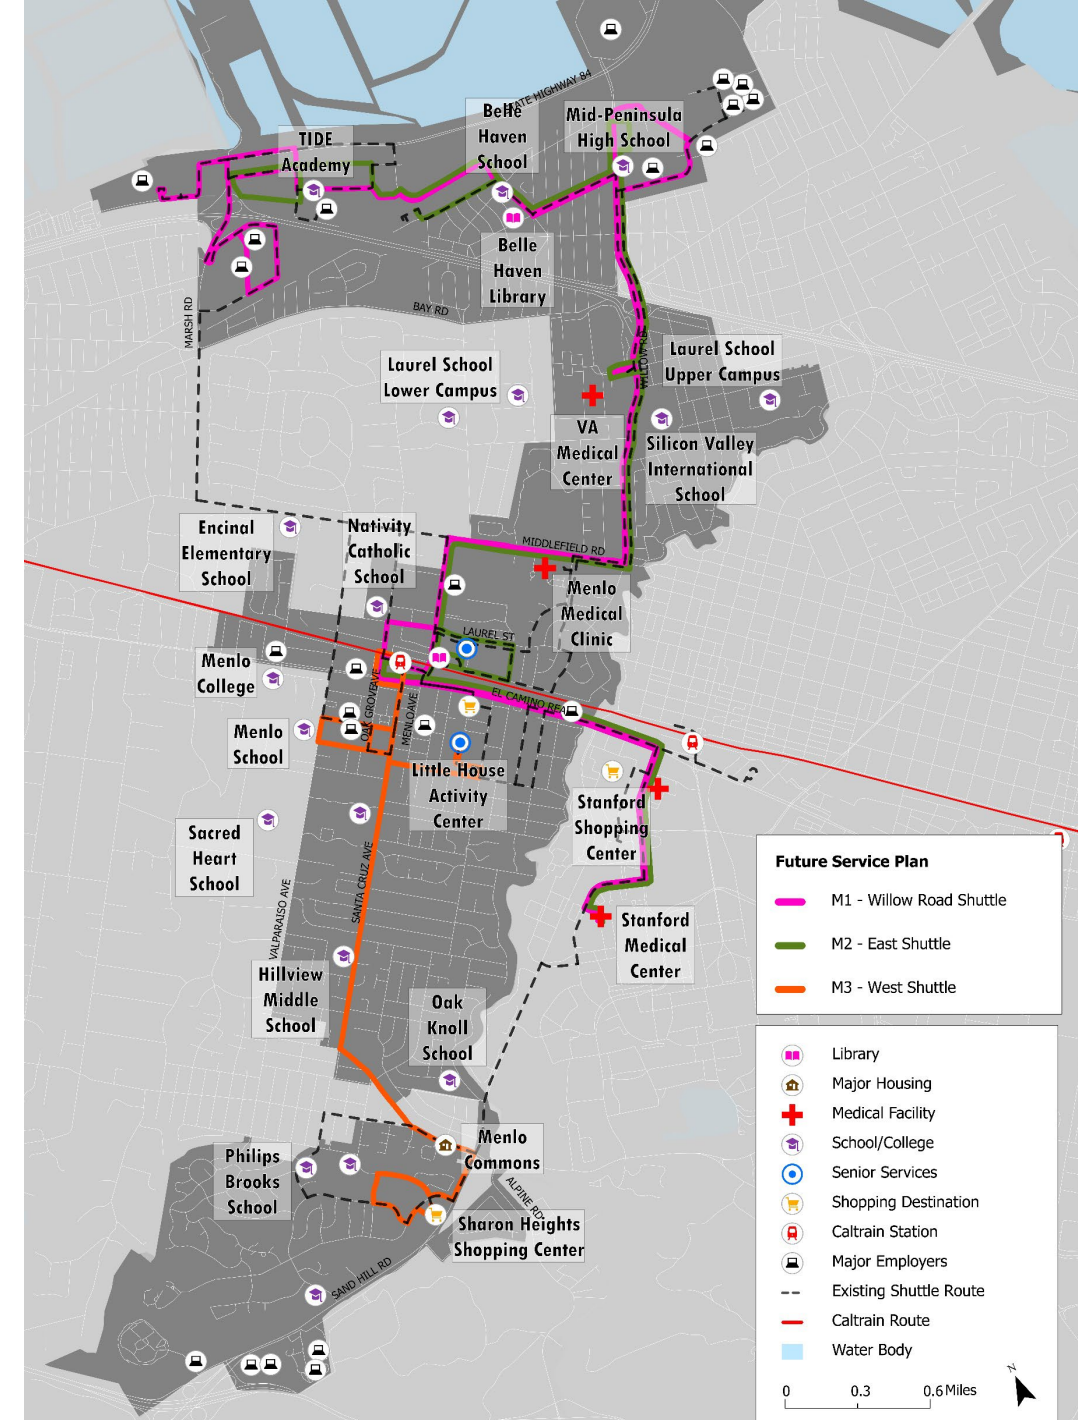 STATE HIGHWAY 84
Belle
Haven
School
Mid-Peninsula
High School
TIDE
Academy
Belle
Haven
Library
MARSH RD
BAY RD
WILLOW RD
Laurel School
Lower Campus
Laurel School
Upper Campus
VA
Medical
Center
Silicon Valley
International
School
Encinal
Elementary
School
Nativity
Catholic
School
MIDDLEFIELD RD
Menlo
Medical
Clinic
LAUREL ST
Menlo
College
OAK GROVE AVE
MENLO AVE
EL CAMINO REAL
Menlo
School
Little House
Activity
Center
Stanford
Shopping
Center
Sacred
Heart
School
SANTA CRUZ AVE
VALPARAISO AVE
Stanford
Medical
Center
Hillview
Middle
School
Oak
Knoll
School
Menlo
Commons
Philips
Brooks
School
ALPINE RD
Sharon Heights
Shopping Center
SAND HILL RD
Future Service Plan
M1 - Willow Road Shuttle
M2 - East Shuttle
M3 - West Shuttle
Library
Major Housing
Medical Facility
School/College
Senior Services
Shopping Destination
Caltrain Station
Major Employers
Existing Shuttle Route
Caltrain Route
Water Body
N
0 0.3 0.6 Miles